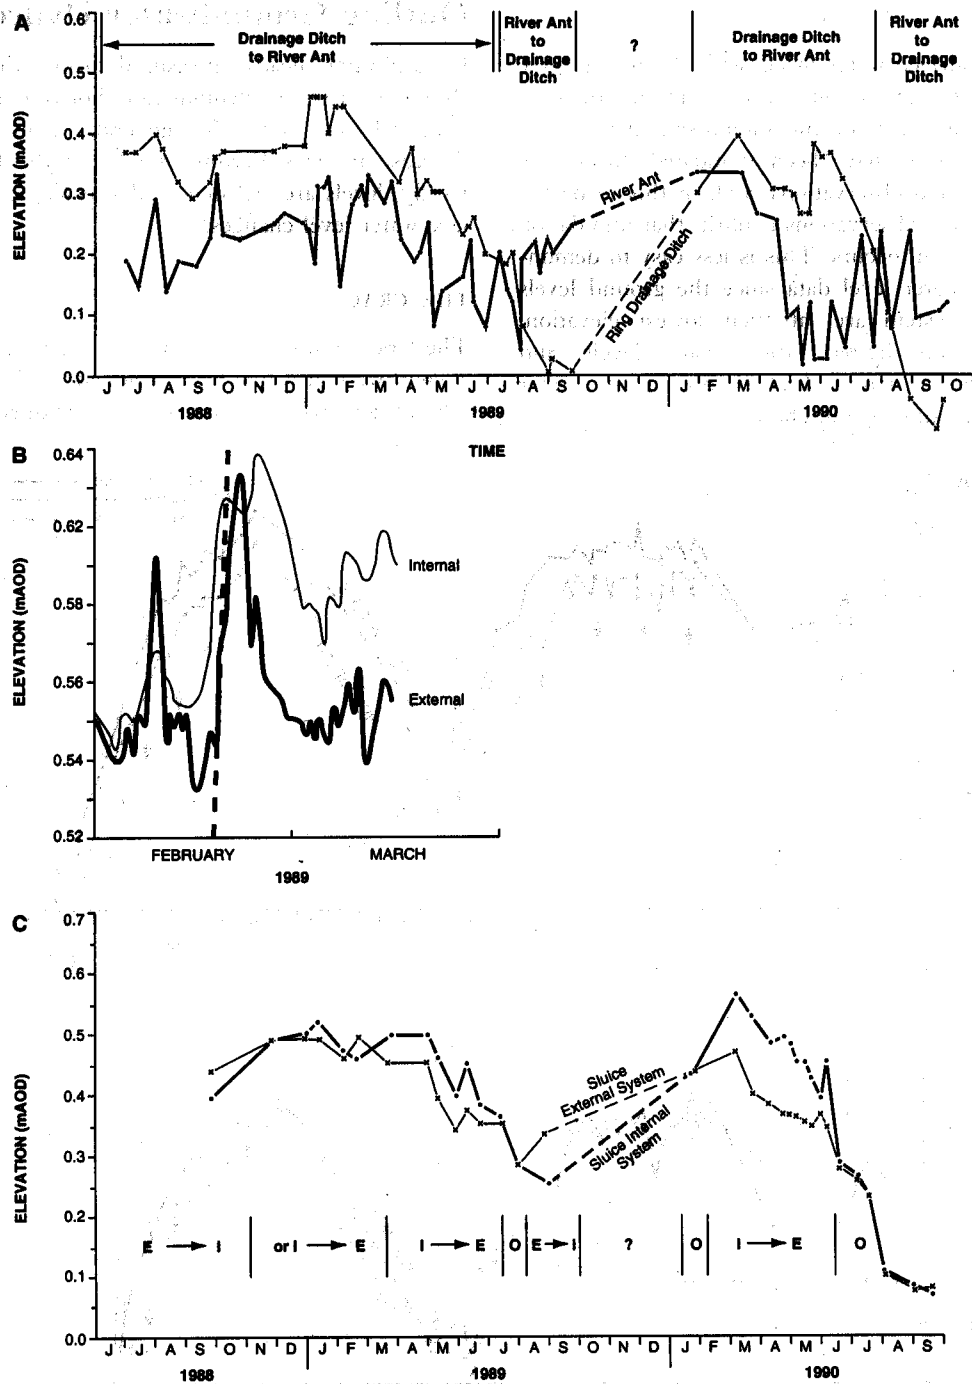 A
0.6
Drainage Ditch
to River Ant
River Ant
to
Drainage
Ditch
?
Drainage Ditch
to River Ant
River Ant
to
Drainage
Ditch
0.5
0.4
0.3
0.2
0.1
0.0
ELEVATION (mAOD)
River Ant
Ring Drainage Ditch
J J A S O N D J F M A M J J A S O N D J F M A M J J A S O
1988 1989 1990
TIME
B
0.64
0.62
0.58
0.56
0.54
0.52
ELEVATION (mAOD)
Internal
External
FEBRUARY MARCH
1989
C
0.7
0.6
0.5
0.4
0.3
0.2
0.1
0.0
ELEVATION (mAOD)
Sluice
External System
Sluice Internal
System
E I or I E I E O E I ? O I E O
J J A S O N D J F M A M J J A S O N D J F M A M J J A S O N
1988 1989 1990